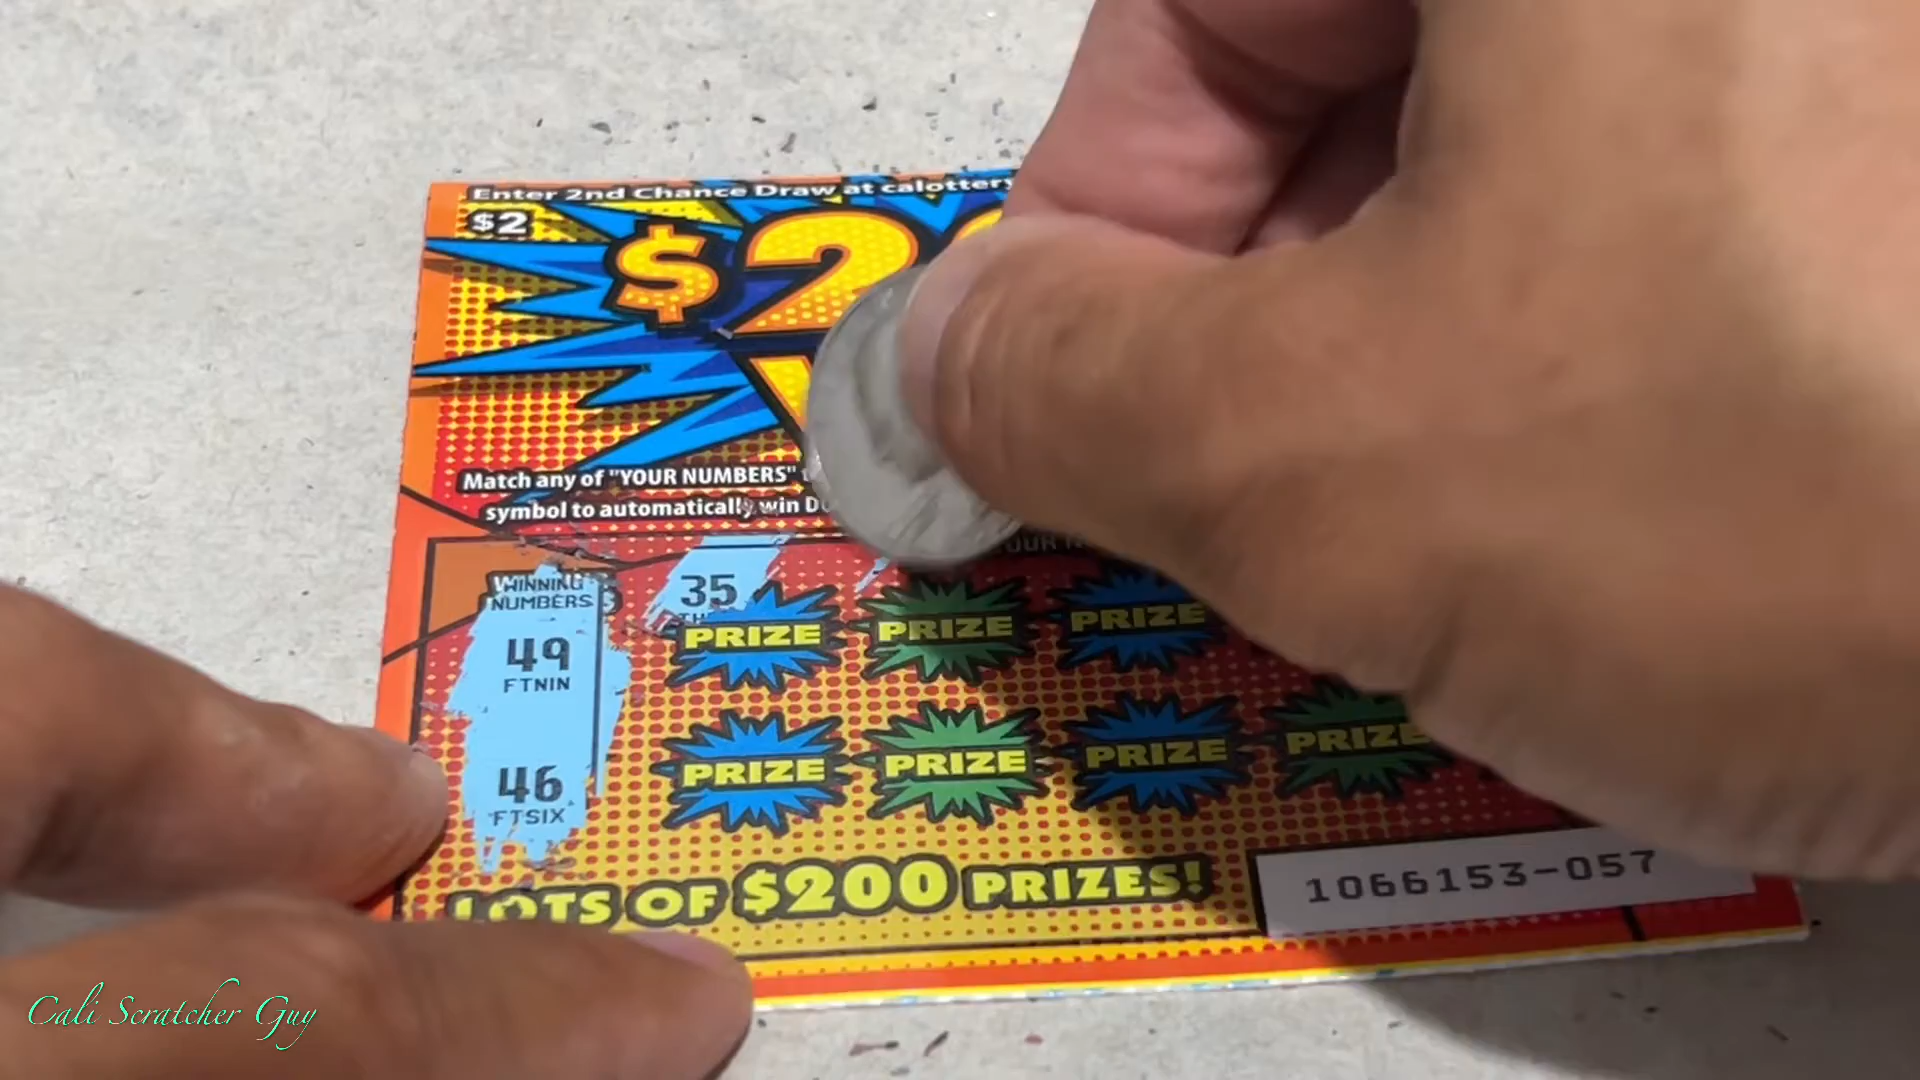 Enter 2nd Chance Draw at calottery
$2
$2
Match any of "YOUR NUMBERS"
symbol to automatically win
WINNING
NUMBERS
35
49
FTNIN
46
FTSIX
PRIZE PRIZE PRIZE
PRIZE PRIZE PRIZE PRIZE
LOTS OF $200 PRIZES!
1066153-057
Cali Scratcher Guy